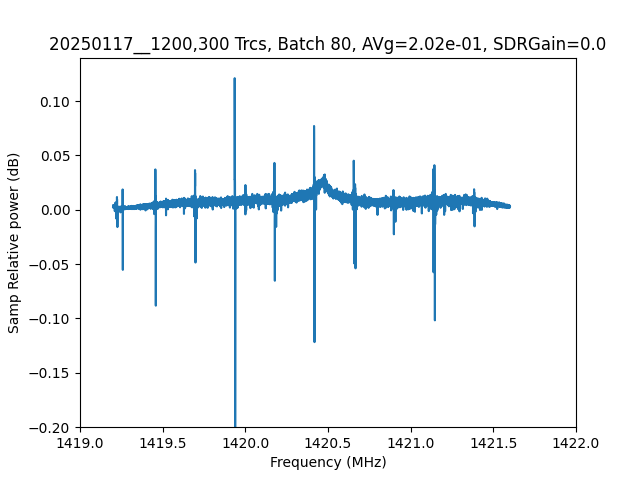 20250117__1200,300 Trcs, Batch 80, AVg=2.02e-01, SDRGain=0.0
0.10
0.05
0.00
−0.05
−0.10
−0.15
−0.20
Samp Relative power (dB)
1419.0 1419.5 1420.0 1420.5 1421.0 1421.5 1422.0
Frequency (MHz)